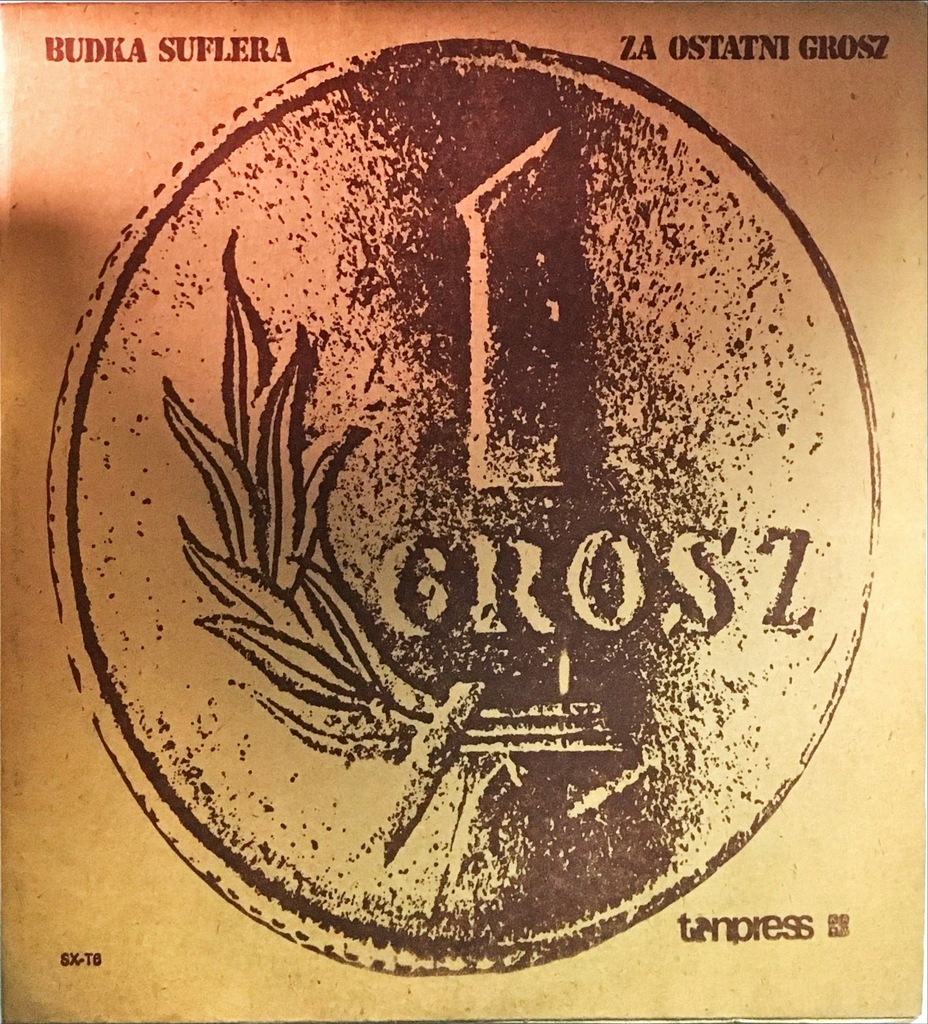 BUDKA SUFLERA
ZA OSTATNI GROSZ
1
GROSZ
tonpress
SX-T8